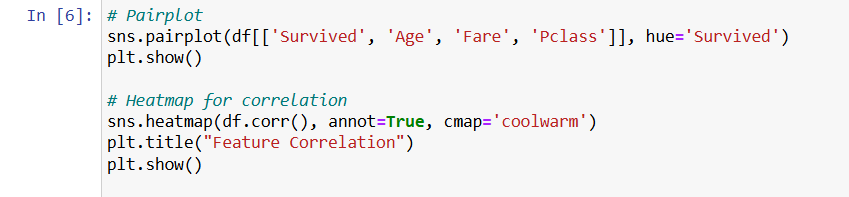 In [6]: # Pairplot
sns.pairplot(df[['Survived', 'Age', 'Fare', 'Pclass']], hue='Survived')
plt.show()

# Heatmap for correlation
sns.heatmap(df.corr(), annot=True, cmap='coolwarm')
plt.title("Feature Correlation")
plt.show()